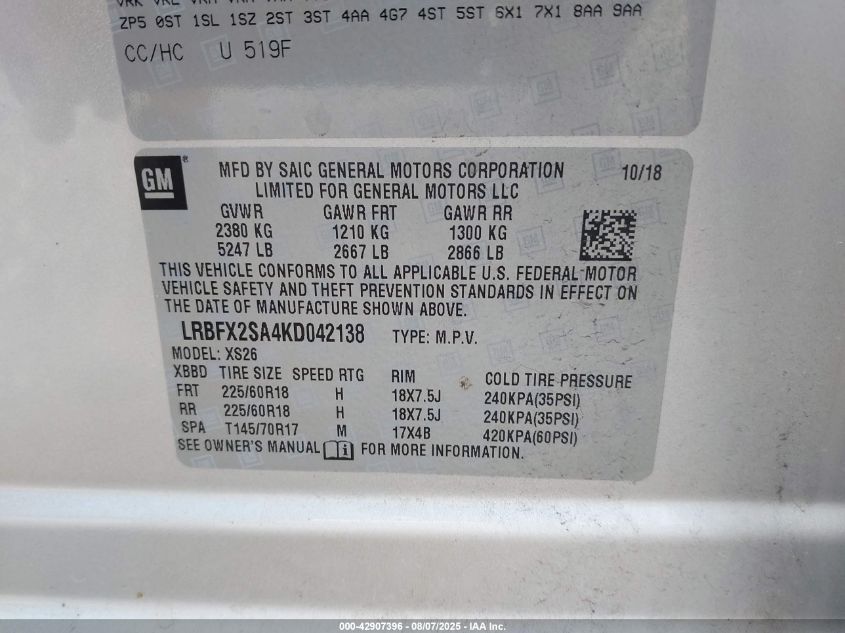 ZP5 0ST 1SL 1SZ 2ST 3ST 4AA 4G7 4ST 5ST 6X1 7X1 8AA 9AA
CC/HC U 519F
GM ®
MFD BY SAIC GENERAL MOTORS CORPORATION 10/18
LIMITED FOR GENERAL MOTORS LLC
GVWR GAWR FRT GAWR RR
2380 KG 1210 KG 1300 KG
5247 LB 2667 LB 2866 LB
THIS VEHICLE CONFORMS TO ALL APPLICABLE U.S. FEDERAL MOTOR
VEHICLE SAFETY AND THEFT PREVENTION STANDARDS IN EFFECT ON
THE DATE OF MANUFACTURE SHOWN ABOVE.
LRBFX2SA4KD042138 TYPE: M.P.V.
MODEL: XS26
XBBD TIRE SIZE SPEED RTG RIM COLD TIRE PRESSURE
FRT 225/60R18 H 18X7.5J 240KPA(35PSI)
RR 225/60R18 H 18X7.5J 240KPA(35PSI)
SPA T145/70R17 M 17X4B 420KPA(60PSI)
SEE OWNER'S MANUAL i FOR MORE INFORMATION.
000-42907396 - 08/07/2025 - IAA Inc.